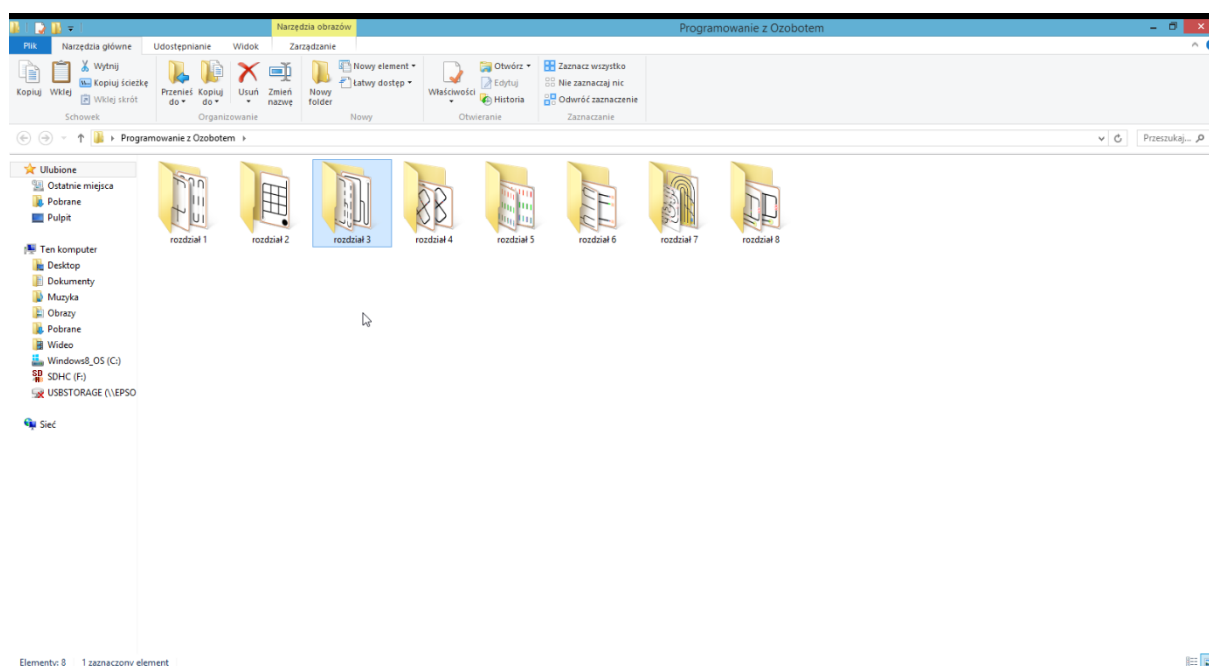 Narzędzia obrazów
Programowanie z Ozobotem
Plik Narzędzia główne Udostępnianie Widok Zarządzanie
Kopiuj
Wklej
Wytnij
Kopiuj ścieżkę
Wklej skrót
Schowek
Przenieś do
Kopiuj do
Usuń
Zmień nazwę
Organizowanie
Nowy folder
Nowy element
Łatwy dostęp
Nowy
Właściwości
Otwórz
Edytuj
Historia
Otwieranie
Zaznacz wszystko
Nie zaznaczaj nic
Odwróć zaznaczenie
Zaznaczanie
Programowanie z Ozobotem
Przeszukaj...
Ulubione
Ostatnie miejsca
Pobrane
Pulpit
Ten komputer
Desktop
Dokumenty
Muzyka
Obrazy
Pobrane
Wideo
Windows8_OS (C:)
SDHC (F:)
USBSTORAGE (\\EPSO
Sieć
rozdział 1 rozdział 2 rozdział 3 rozdział 4 rozdział 5 rozdział 6 rozdział 7 rozdział 8
Elementy: 8 1 zaznaczony element